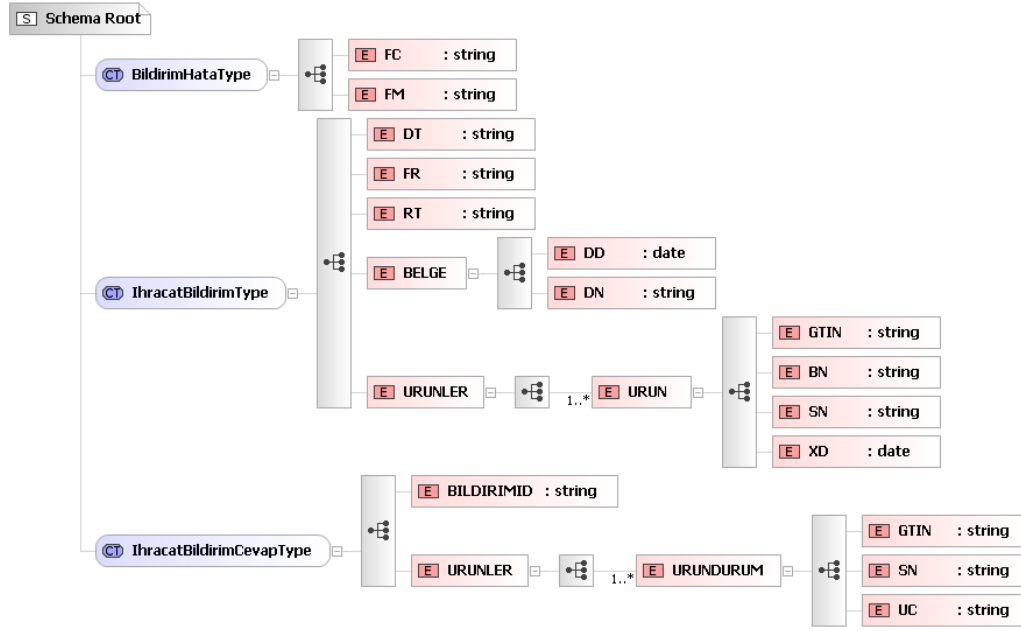 S Schema Root
CT BildirimHataType
E FC : string
E FM : string
E DT : string
E FR : string
E RT : string
CT IhracatBildirimType
E BELGE
E DD : date
E DN : string
E URUNLER
1..*
E URUN
E GTIN : string
E BN : string
E SN : string
E XD : date
CT IhracatBildirimCevapType
E BILDIRIMID : string
E URUNLER
1..*
E URUNDURUM
E GTIN : string
E SN : string
E UC : string